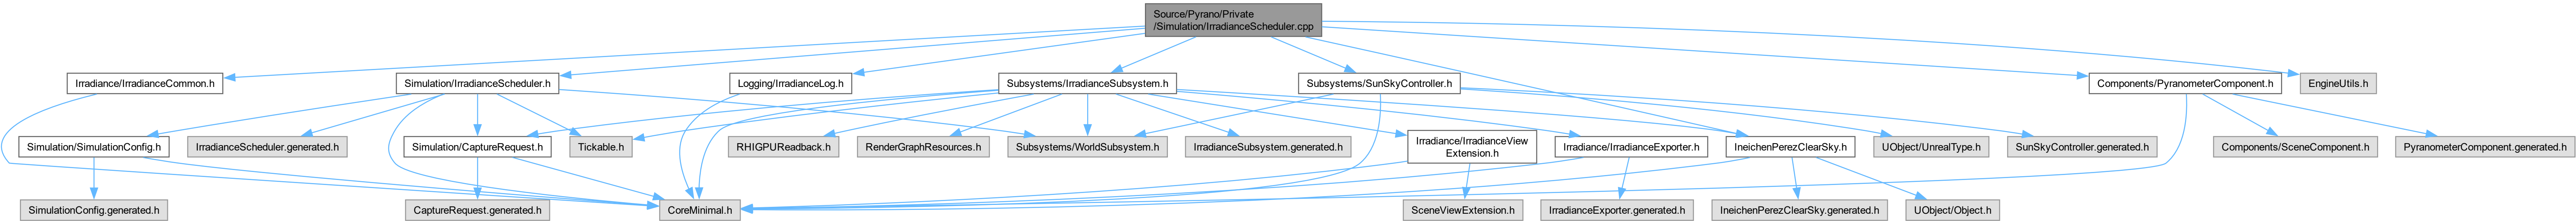 Source/Pyrano/Private
/Simulation/IrradianceScheduler.cpp
Irradiance/IrradianceCommon.h
Simulation/IrradianceScheduler.h
Logging/IrradianceLog.h
Subsystems/IrradianceSubsystem.h
Subsystems/SunSkyController.h
Components/PyranometerComponent.h
EngineUtils.h
Simulation/SimulationConfig.h
IrradianceScheduler.generated.h
Simulation/CaptureRequest.h
Tickable.h
RHIGPUReadback.h
RenderGraphResources.h
Subsystems/WorldSubsystem.h
IrradianceSubsystem.generated.h
Irradiance/IrradianceView
Extension.h
Irradiance/IrradianceExporter.h
IneichenPerezClearSky.h
UObject/UnrealType.h
SunSkyController.generated.h
Components/SceneComponent.h
PyranometerComponent.generated.h
SimulationConfig.generated.h
CaptureRequest.generated.h
CoreMinimal.h
SceneViewExtension.h
IrradianceExporter.generated.h
IneichenPerezClearSky.generated.h
UObject/Object.h